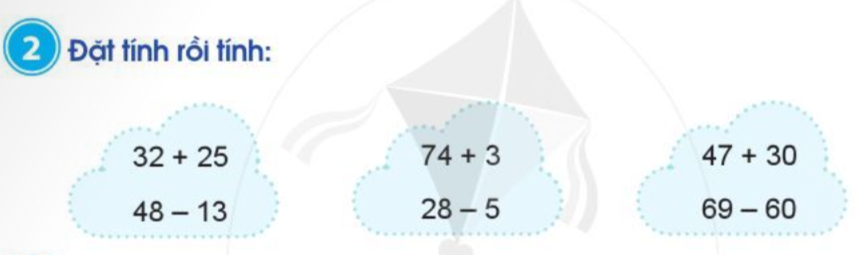 2 Đặt tính rồi tính:
32 + 25 74 + 3 47 + 30
48 – 13 28 – 5 69 – 60